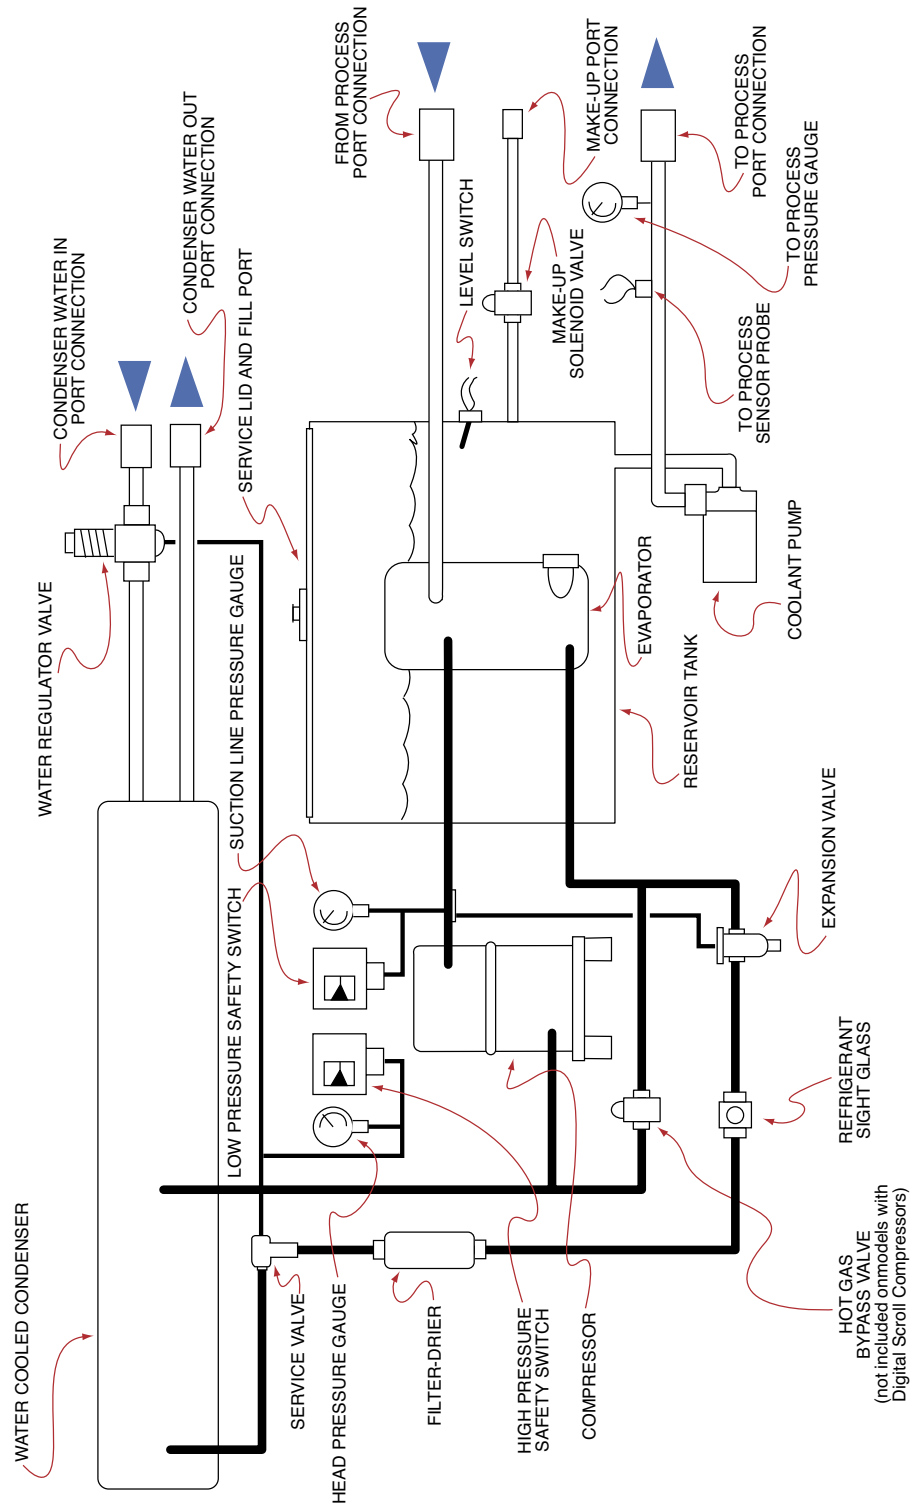 WATER COOLED CONDENSER
WATER REGULATOR VALVE
CONDENSER WATER IN
PORT CONNECTION
CONDENSER WATER OUT
PORT CONNECTION
SERVICE LID AND FILL PORT
SUCTION LINE PRESSURE GAUGE
LOW PRESSURE SAFETY SWITCH
SERVICE VALVE
HEAD PRESSURE GAUGE
FROM PROCESS
PORT CONNECTION
LEVEL SWITCH
FILTER-DRIER
HIGH PRESSURE
SAFETY SWITCH
COMPRESSOR
MAKE-UP
SOLENOID VALVE
MAKE-UP PORT
CONNECTION
EVAPORATOR
RESERVOIR TANK
TO PROCESS
SENSOR PROBE
TO PROCESS
PORT CONNECTION
COOLANT PUMP
TO PROCESS
PRESSURE GAUGE
EXPANSION VALVE
REFRIGERANT
SIGHT GLASS
HOT GAS
BYPASS VALVE
(not included onmodels with
Digital Scroll Compressors)